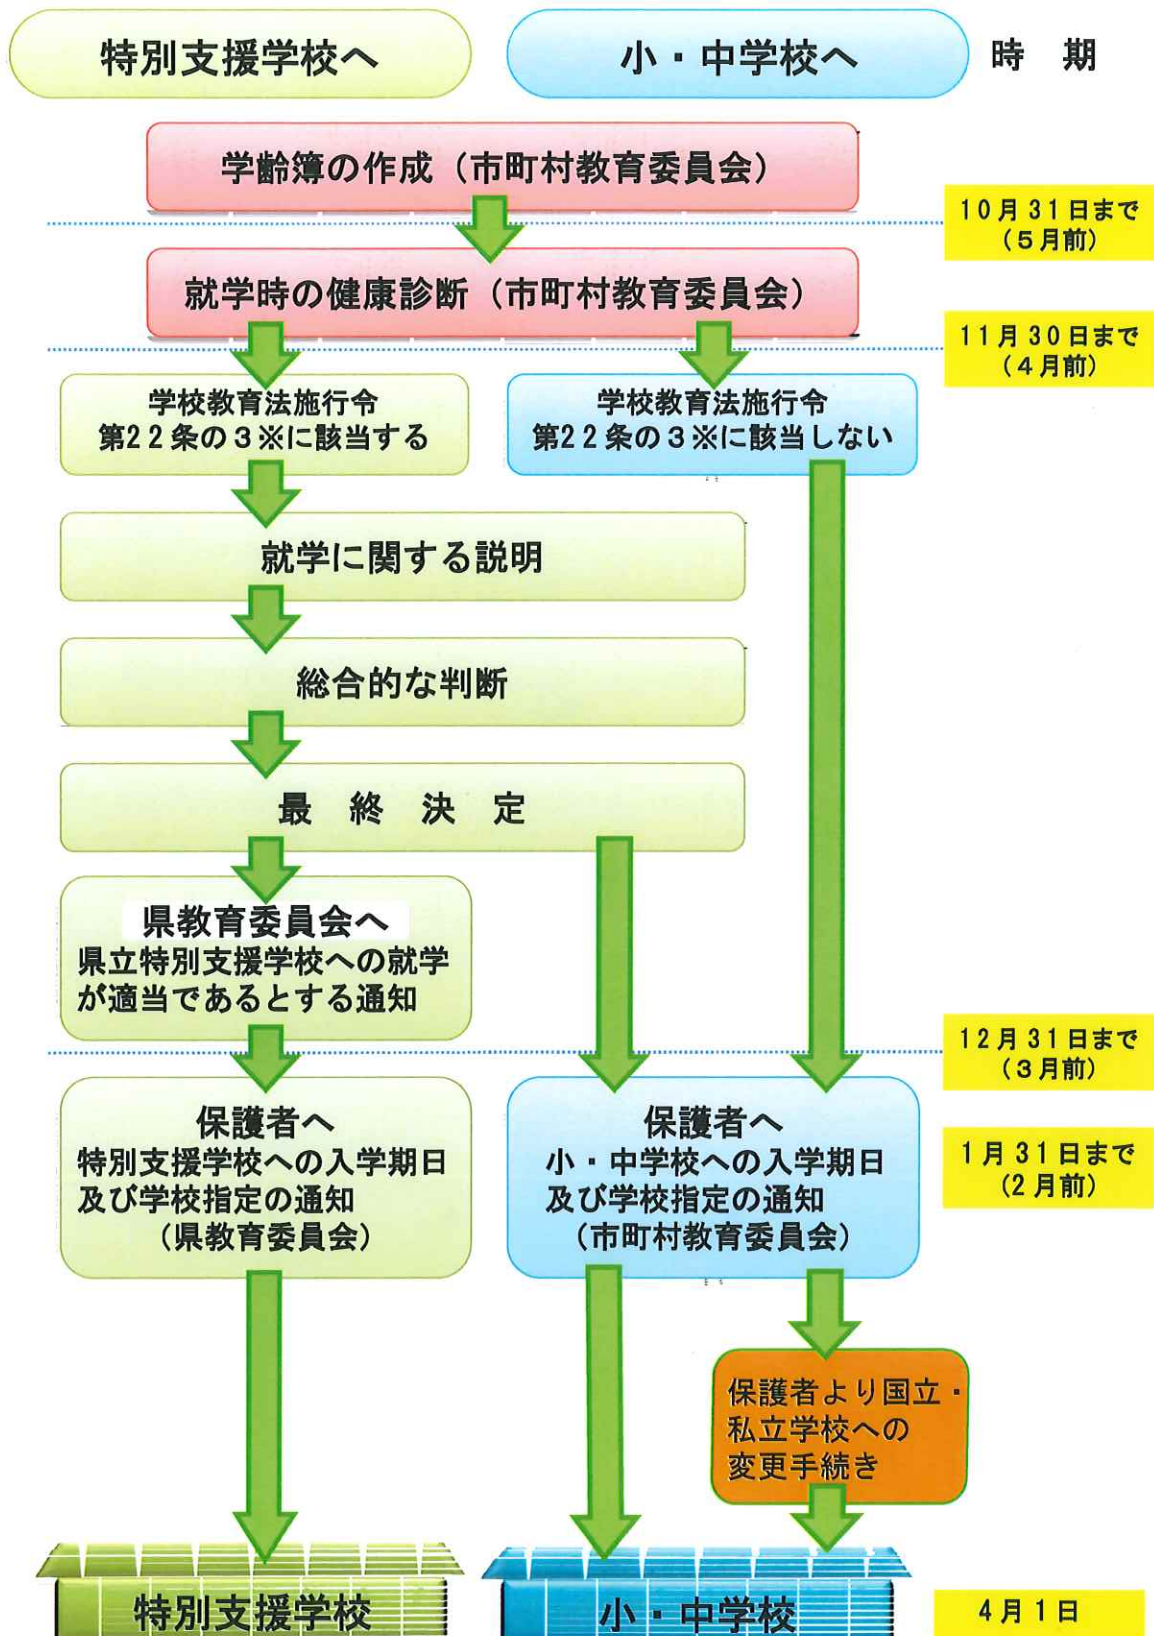 特別支援学校へ
小・中学校へ
時 期
学齢簿の作成（市町村教育委員会）
10月31日まで
（５月前）
就学時の健康診断（市町村教育委員会）
11月30日まで
（４月前）
学校教育法施行令
第22条の３※に該当する
学校教育法施行令
第22条の３※に該当しない
就学に関する説明
総合的な判断
最 終 決 定
県教育委員会へ
県立特別支援学校への就学
が適当であるとする通知
12月31日まで
（３月前）
保護者へ
特別支援学校への入学期日
及び学校指定の通知
（県教育委員会）
保護者へ
小・中学校への入学期日
及び学校指定の通知
（市町村教育委員会）
１月31日まで
(２月前)
保護者より国立・
私立学校への
変更手続き
特別支援学校
小・中学校
４月１日